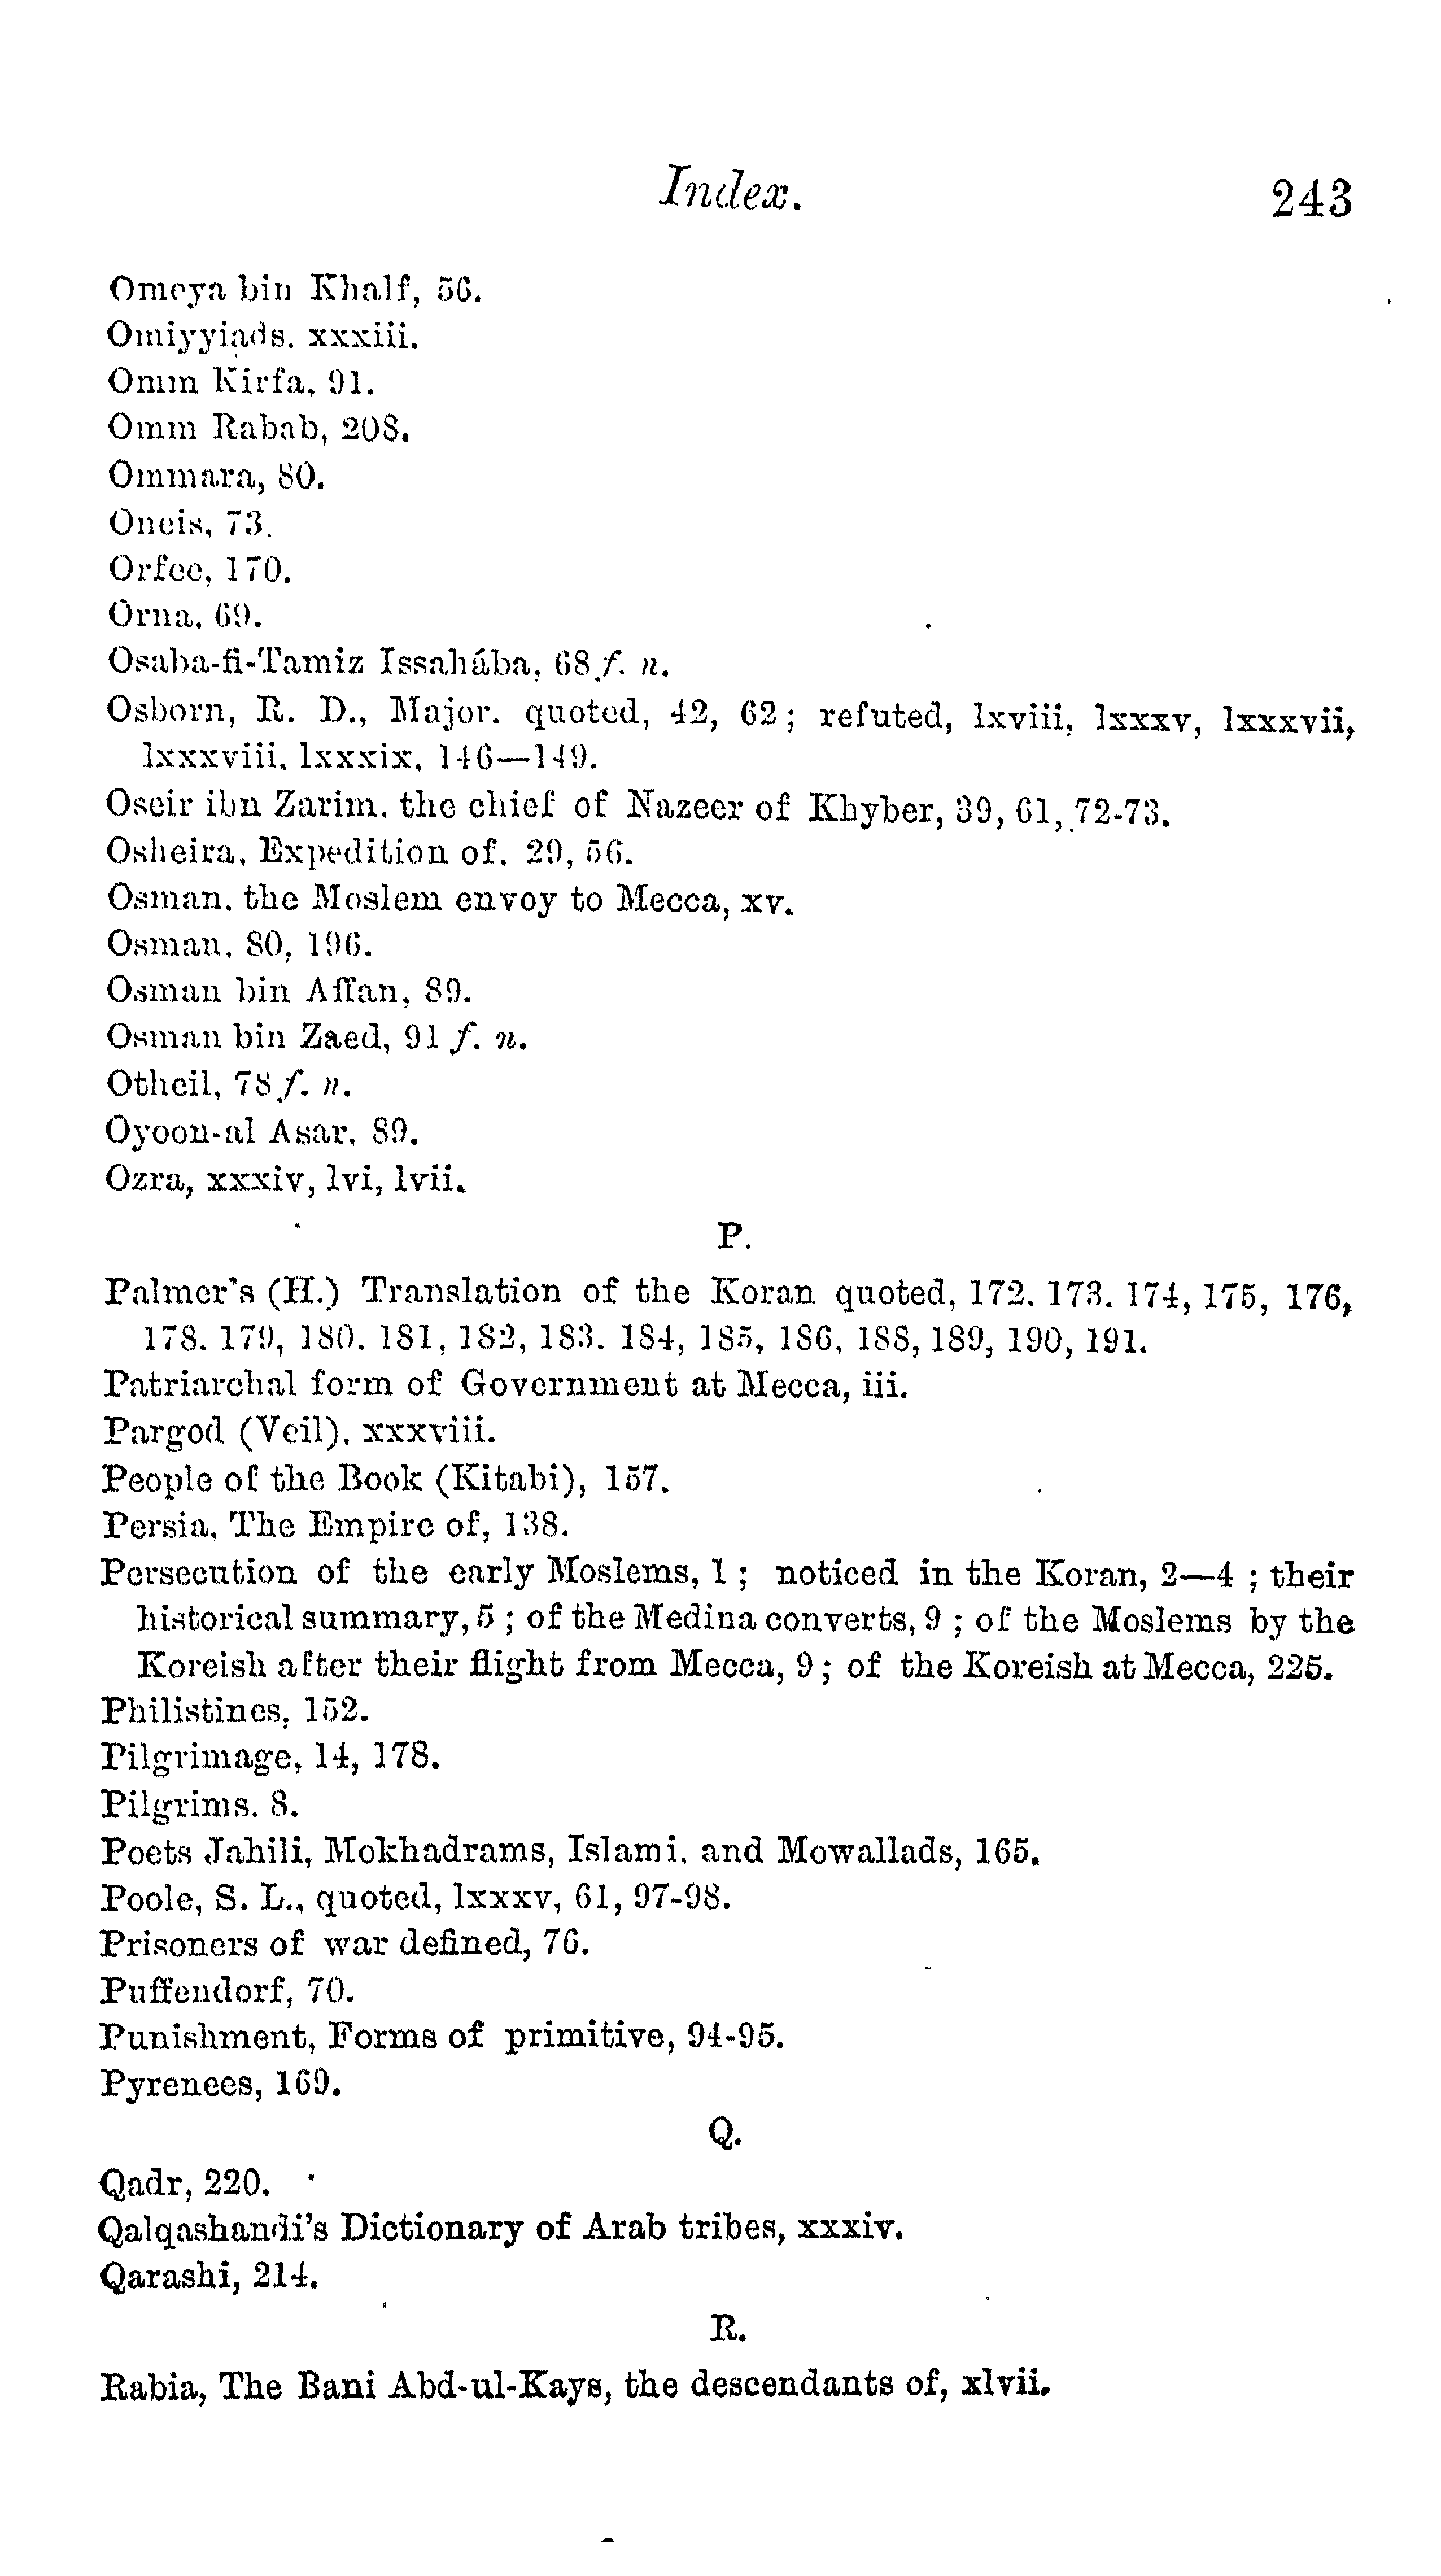 Index. 243
Omeya bin Khalf, 56.
Omiyyiads. xxxiii.
Omm Kirfa, 91.
Omm Rabab, 208.
Ommara, 80.
Oneis, 73.
Orfee, 170.
Orna, 69.
Osaba-fi-Tamiz Issahába, 68 f. n.
Osborn, R. D., Major. quoted, 42, 62; refuted, lxviii, lxxxv, lxxxvii,
lxxxviii, lxxxix, 146—149.
Oseir ibn Zarim. the chief of Nazeer of Khyber, 39, 61, 72-73.
Osheira, Expedition of, 29, 56.
Osman. the Moslem envoy to Mecca, xv.
Osman, 80, 196.
Osman bin Affan, 89.
Osman bin Zaed, 91 f. n.
Otheil, 78 f. n.
Oyoon-al Asar, 89.
Ozra, xxxiv, lvi, lvii.
P.
Palmer's (H.) Translation of the Koran quoted, 172. 173. 174, 175, 176,
178. 179, 180. 181, 182, 183. 184, 185, 186, 188, 189, 190, 191.
Patriarchal form of Government at Mecca, iii.
Pargod (Veil), xxxviii.
People of the Book (Kitabi), 157.
Persia, The Empire of, 138.
Persecution of the early Moslems, 1 ; noticed in the Koran, 2—4 ; their
historical summary, 5 ; of the Medina converts, 9 ; of the Moslems by the
Koreish after their flight from Mecca, 9 ; of the Koreish at Mecca, 225.
Philistines, 152.
Pilgrimage, 14, 178.
Pilgrims. 8.
Poets Jahili, Mokhadrams, Islami, and Mowallads, 165.
Poole, S. L., quoted, lxxxv, 61, 97-98.
Prisoners of war defined, 76.
Puffendorf, 70.
Punishment, Forms of primitive, 94-95.
Pyrenees, 169.
Q.
Qadr, 220.
Qalqashandi's Dictionary of Arab tribes, xxxiv.
Qarashi, 214.
R.
Rabia, The Bani Abd-ul-Kays, the descendants of, xlvii.